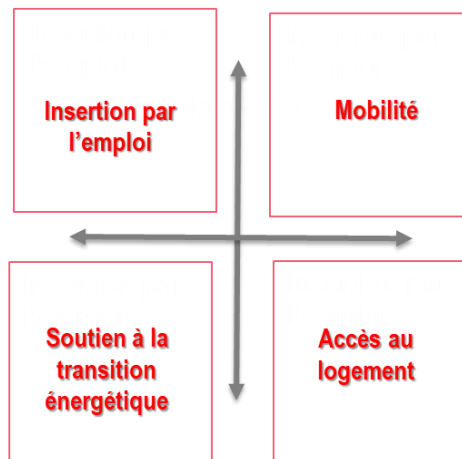 Insertion par
l'emploi
Mobilité
Soutien à la
transition
énergétique
Accès au
logement